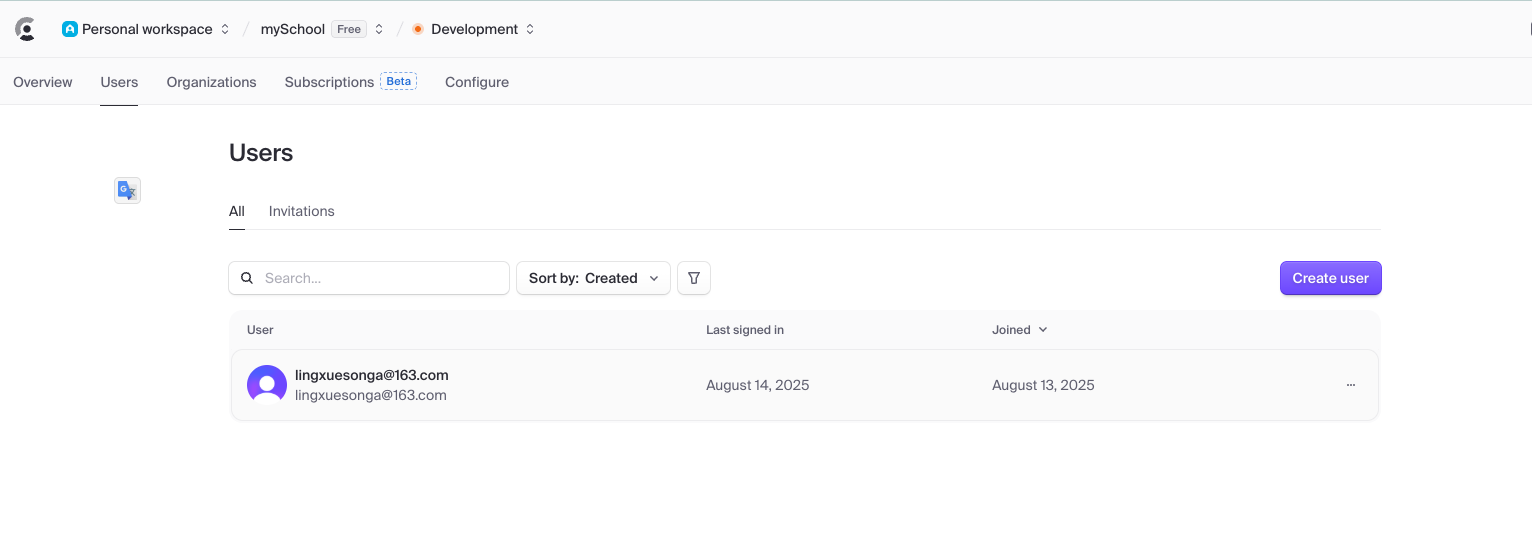 Personal workspace / mySchool Free / Development
Overview Users Organizations Subscriptions Beta Configure
Users
All Invitations
Search... Sort by: Created Create user
User Last signed in Joined
lingxuesonga@163.com
lingxuesonga@163.com August 14, 2025 August 13, 2025